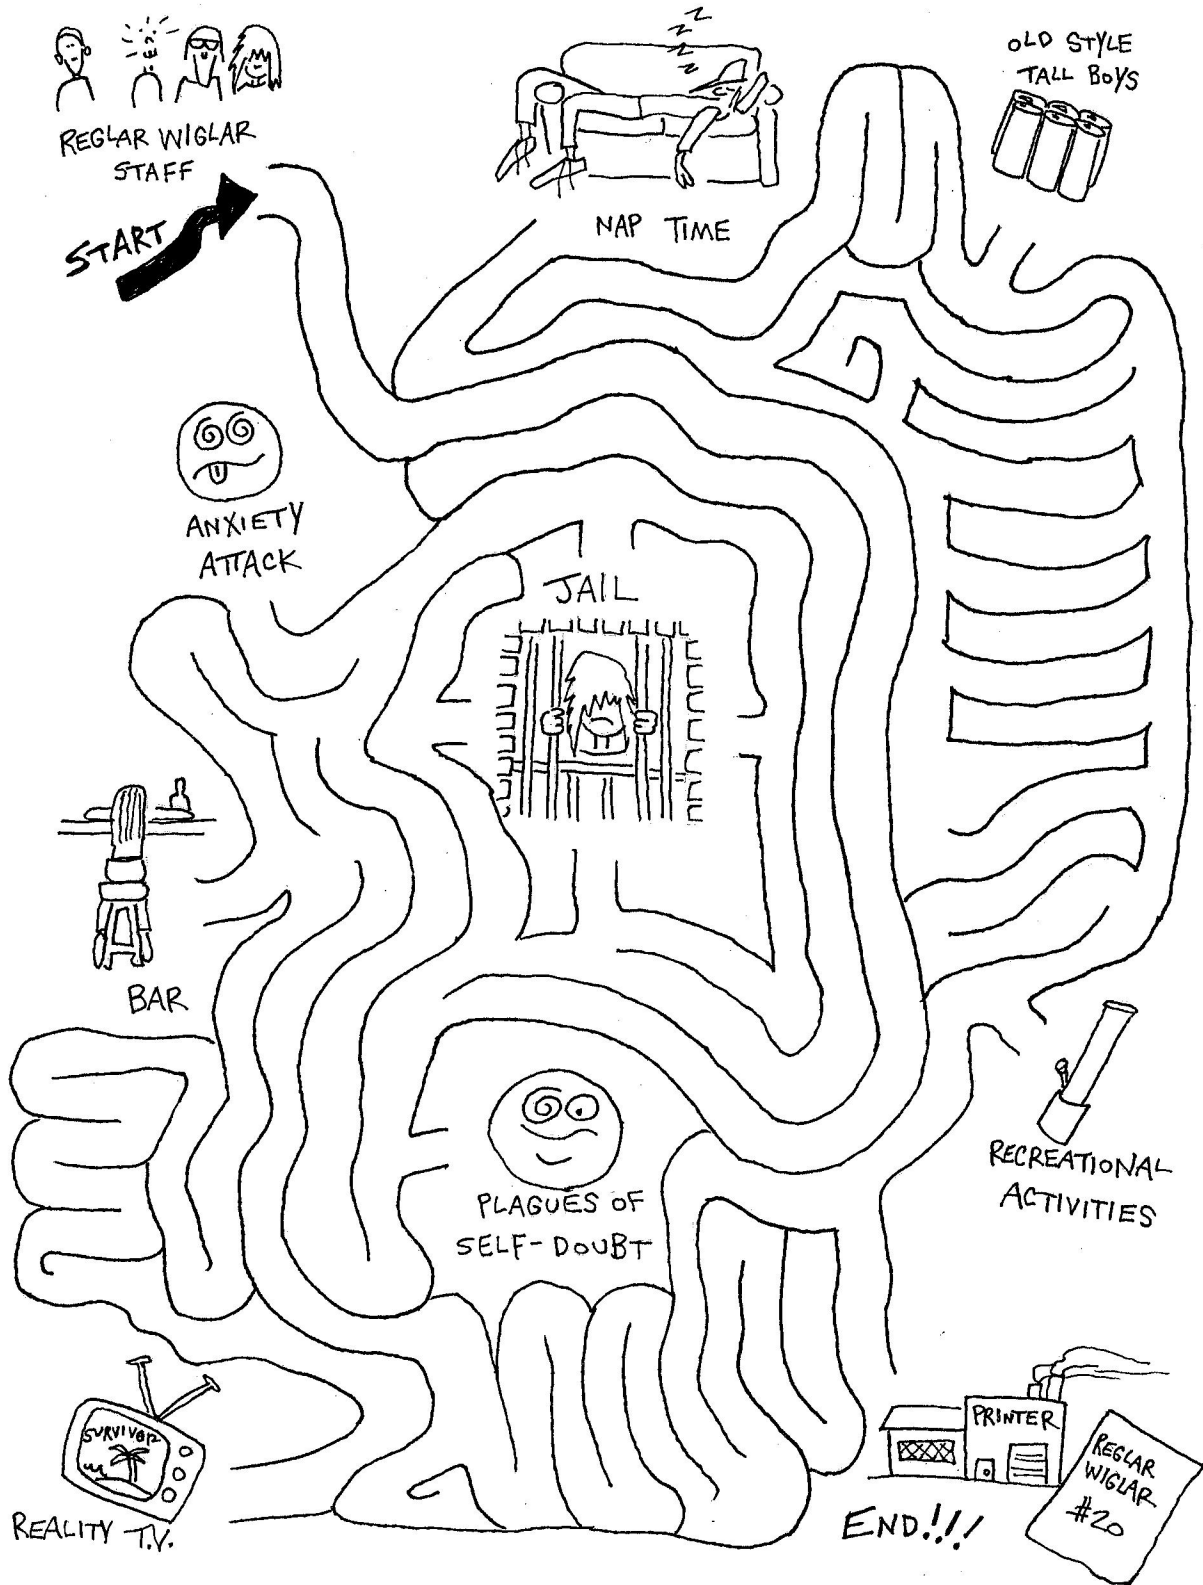 REGLAR WIGLAR
STAFF
START
Z
Z
Z
Z
NAP TIME
OLD STYLE
TALL BOYS
ANXIETY
ATTACK
JAIL
BAR
RECREATIONAL
ACTIVITIES
PLAGUES OF
SELF-DOUBT
SURVIVOR
REALITY T.V.
PRINTER
REGLAR
WIGLAR
#20
END!!!